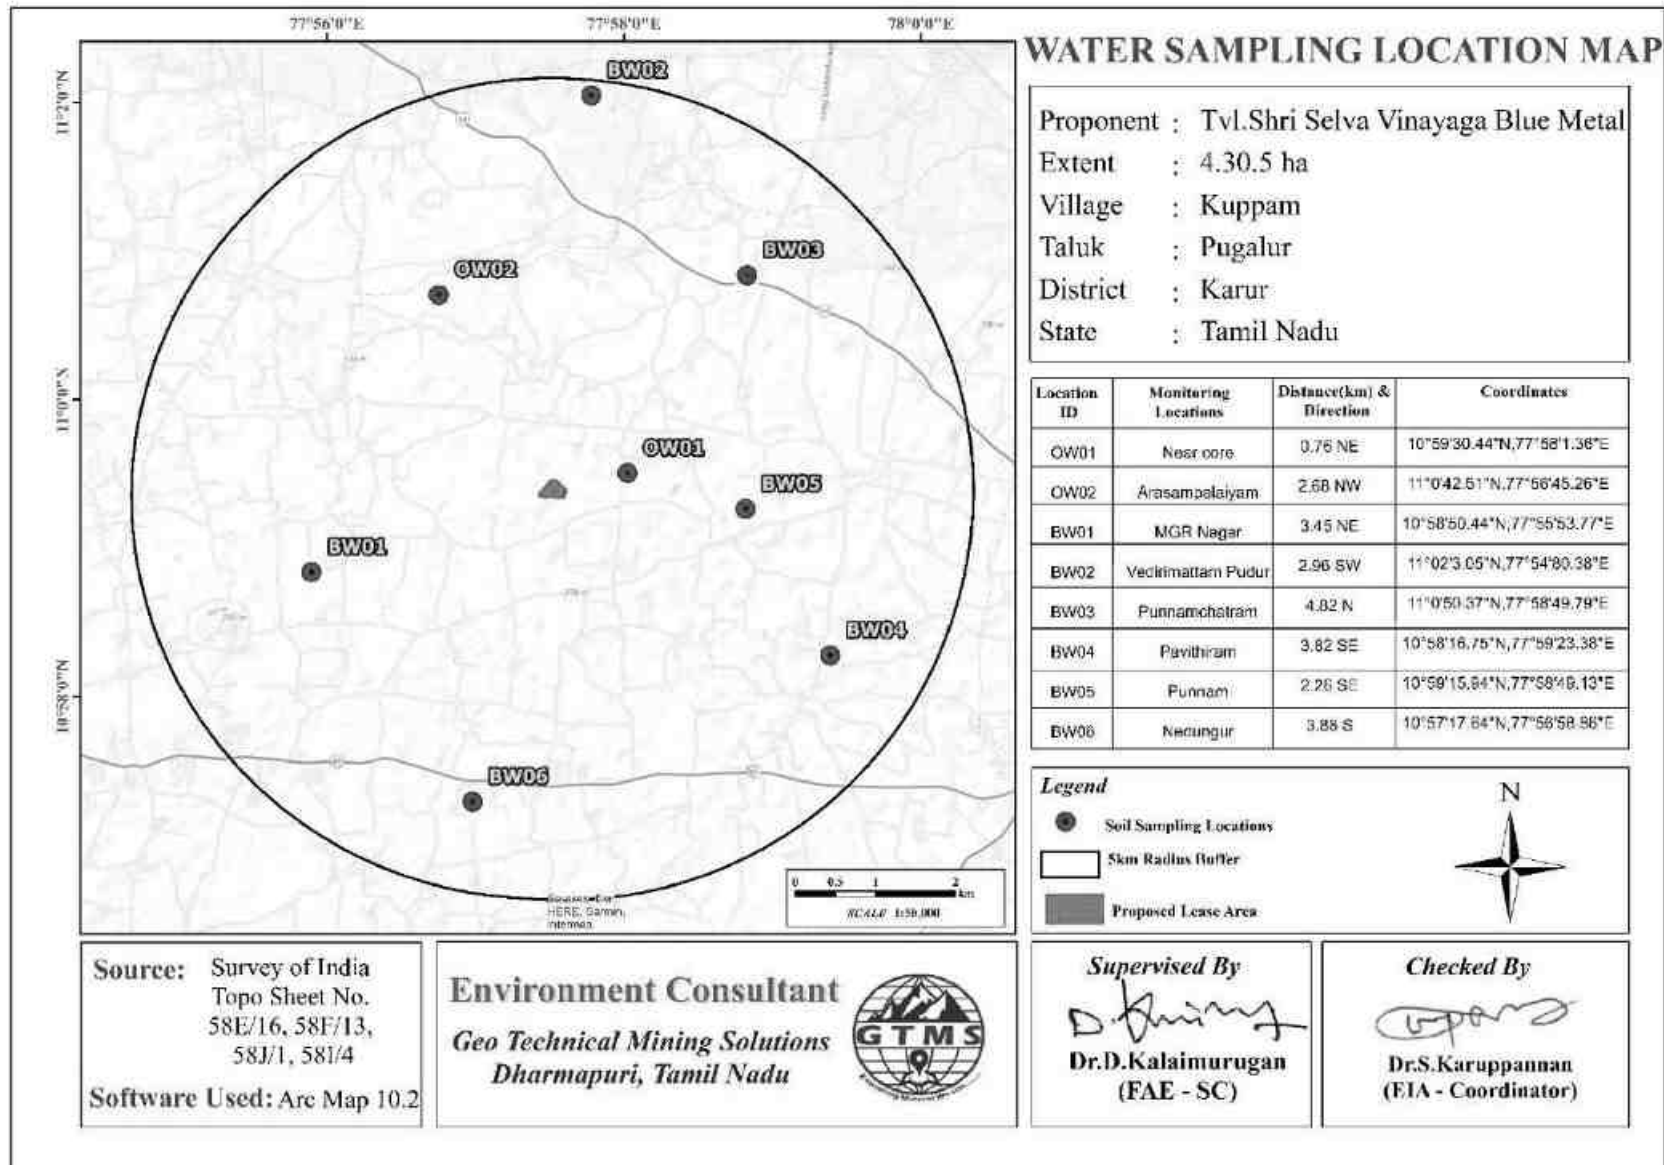 77°56'0"E 77°58'0"E 78°0'0"E
11°2'0"N
11°0'0"N
10°58'0"N
BW02
BW03
OW02
OW01
BW05
BW01
BW04
BW06
HERE, Garmin,
0 0.5 1 2
km
SCALE 1:50,000
WATER SAMPLING LOCATION MAP
Proponent : Tvl.Shri Selva Vinayaga Blue Metal
Extent : 4.30.5 ha
Village : Kuppam
Taluk : Pugalur
District : Karur
State : Tamil Nadu
Location ID Monitoring Locations Distance(km) & Direction Coordinates
OW01 Near core 0.76 NE 10°59'30.44"N,77°58'1.36"E
OW02 Arasampalaiyam 2.68 NW 11°0'42.51"N,77°56'45.26"E
BW01 MGR Nagar 3.45 NE 10°58'50.44"N,77°55'53.77"E
BW02 Vedirimattam Pudur 2.96 SW 11°02'3.05"N,77°54'80.38"E
BW03 Punnamchatram 4.82 N 11°0'50.37"N,77°58'49.79"E
BW04 Pavithiram 3.82 SE 10°58'16.75"N,77°59'23.38"E
BW05 Punnam 2.26 SE 10°59'15.94"N,77°58'49.13"E
BW06 Nedungur 3.88 S 10°57'17.64"N,77°56'58.86"E
Legend
Soil Sampling Locations
5km Radius Buffer
Proposed Lease Area
N
Source: Survey of India
Topo Sheet No.
58E/16, 58F/13,
58J/1, 58I/4
Software Used: Arc Map 10.2
Environment Consultant
Geo Technical Mining Solutions
Dharmapuri, Tamil Nadu
GTMS
Supervised By
Dr.D.Kalaimurugan
(FAE - SC)
Checked By
Dr.S.Karuppannan
(EIA - Coordinator)